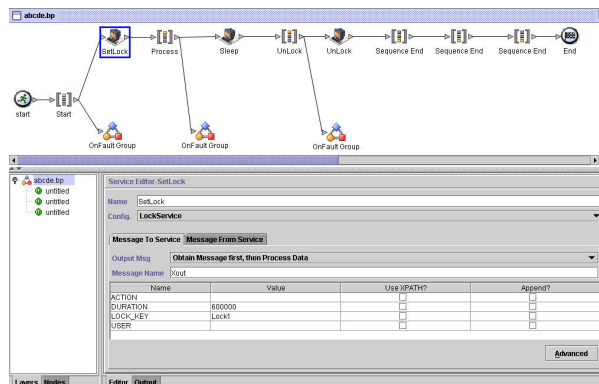 abcde.bp
SetLock Process Sleep UnLock UnLock Sequence End Sequence End Sequence End End
start Start
OnFault Group OnFault Group OnFault Group
abcde.bp
untitled
untitled
untitled
Service Editor-SetLock
Name SetLock
Config. LockService
Message To Service Message From Service
Output Msg Obtain Message first, then Process Data
Message Name Xout
Name Value Use XPATH? Append?
ACTION
DURATION 600000
LOCK_KEY Lock1
USER
Advanced
Layers Nodes Editor Output